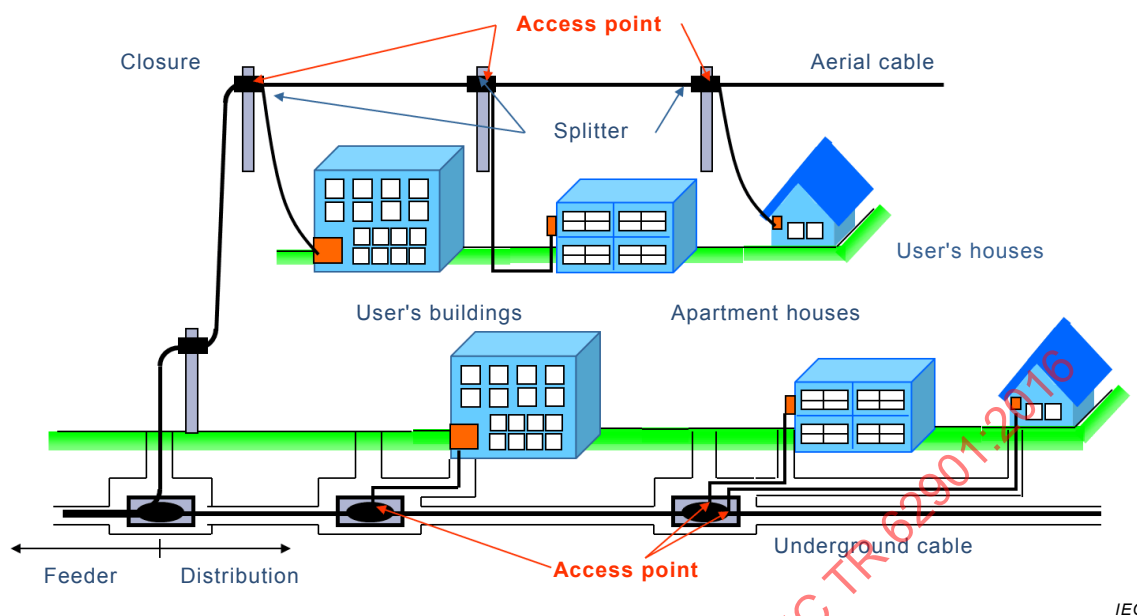 Access point
Closure
Aerial cable
Splitter
User's houses
User's buildings
Apartment houses
Underground cable
Access point
Feeder
Distribution
IEC TR 62901:2016